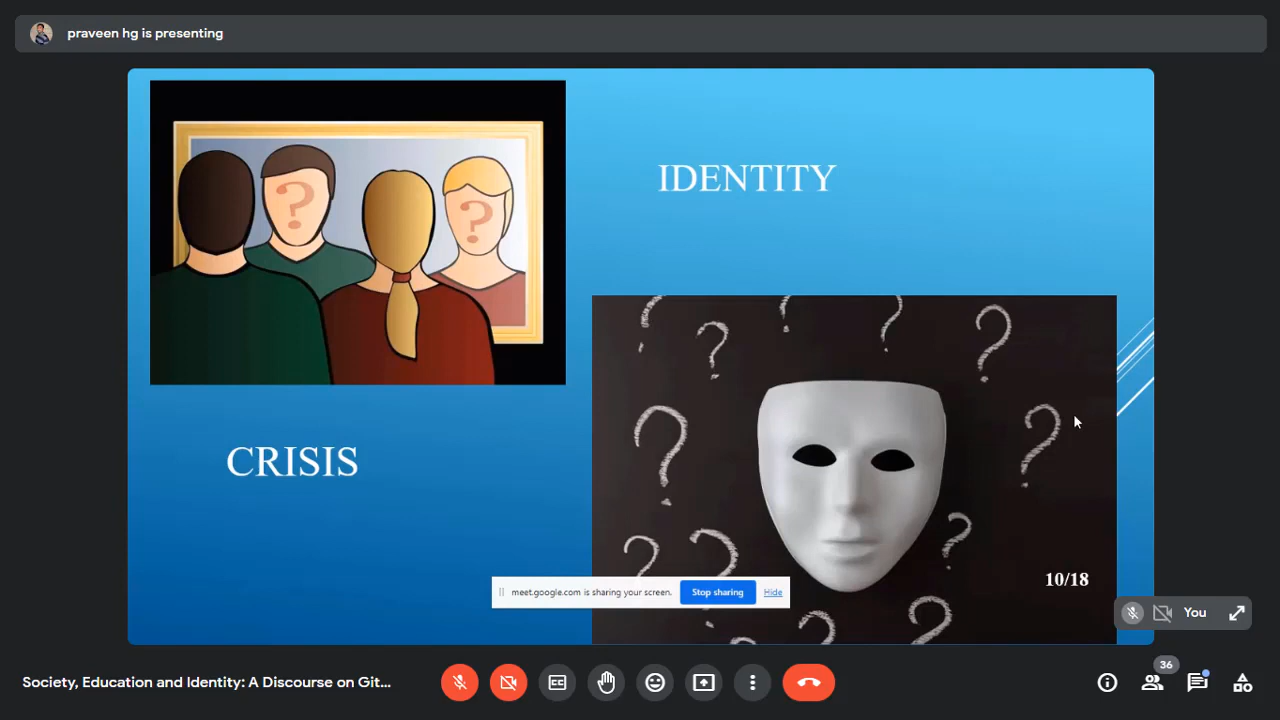 praveen hg is presenting
IDENTITY
CRISIS
10/18
meet.google.com is sharing your screen.
Stop sharing
Hide
You
36
Society, Education and Identity: A Discourse on Git...